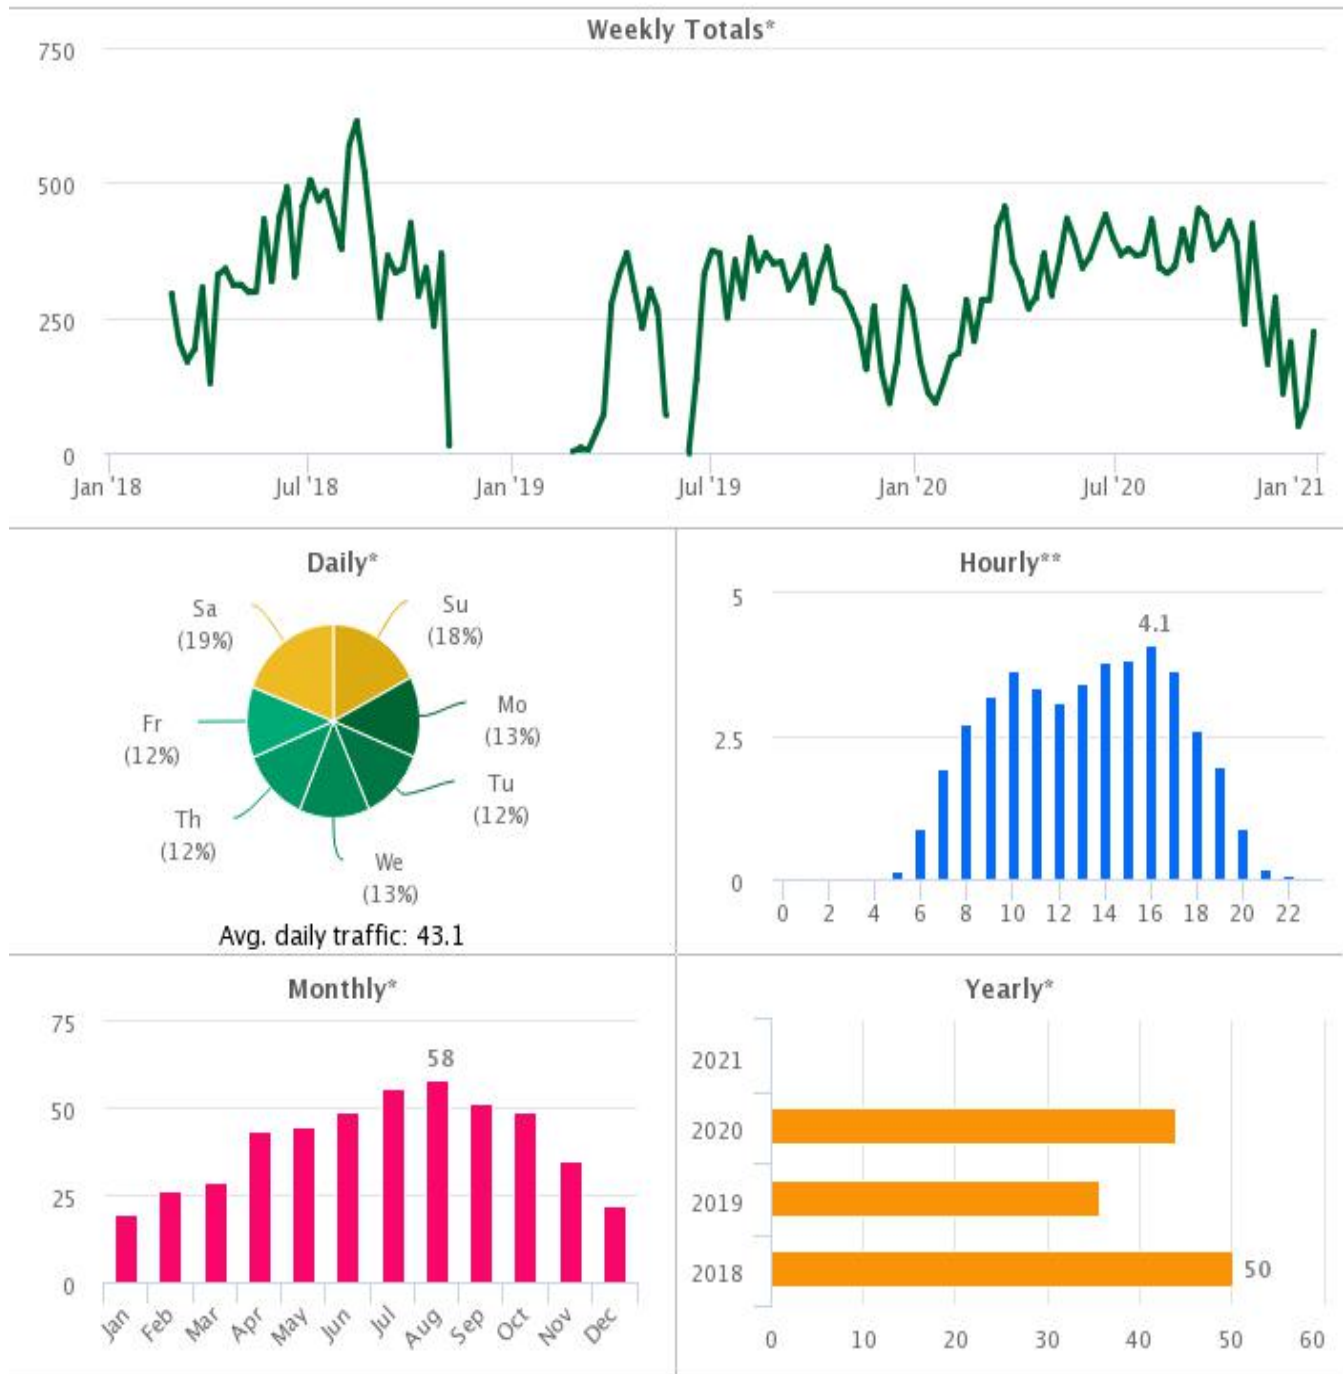 Weekly Totals*
750
500
250
0
Jan '18 Jul '18 Jan '19 Jul '19 Jan '20 Jul '20 Jan '21
Daily*
Sa
(19%)
Su
(18%)
Mo
(13%)
Fr
(12%)
Tu
(12%)
Th
(12%)
We
(13%)
Avg. daily traffic: 43.1
Hourly**
5
4.1
2.5
0
0 2 4 6 8 10 12 14 16 18 20 22
Monthly*
75
58
50
25
0
Jan Feb Mar Apr May Jun Jul Aug Sep Oct Nov Dec
Yearly*
2021
2020
2019
2018 50
0 10 20 30 40 50 60